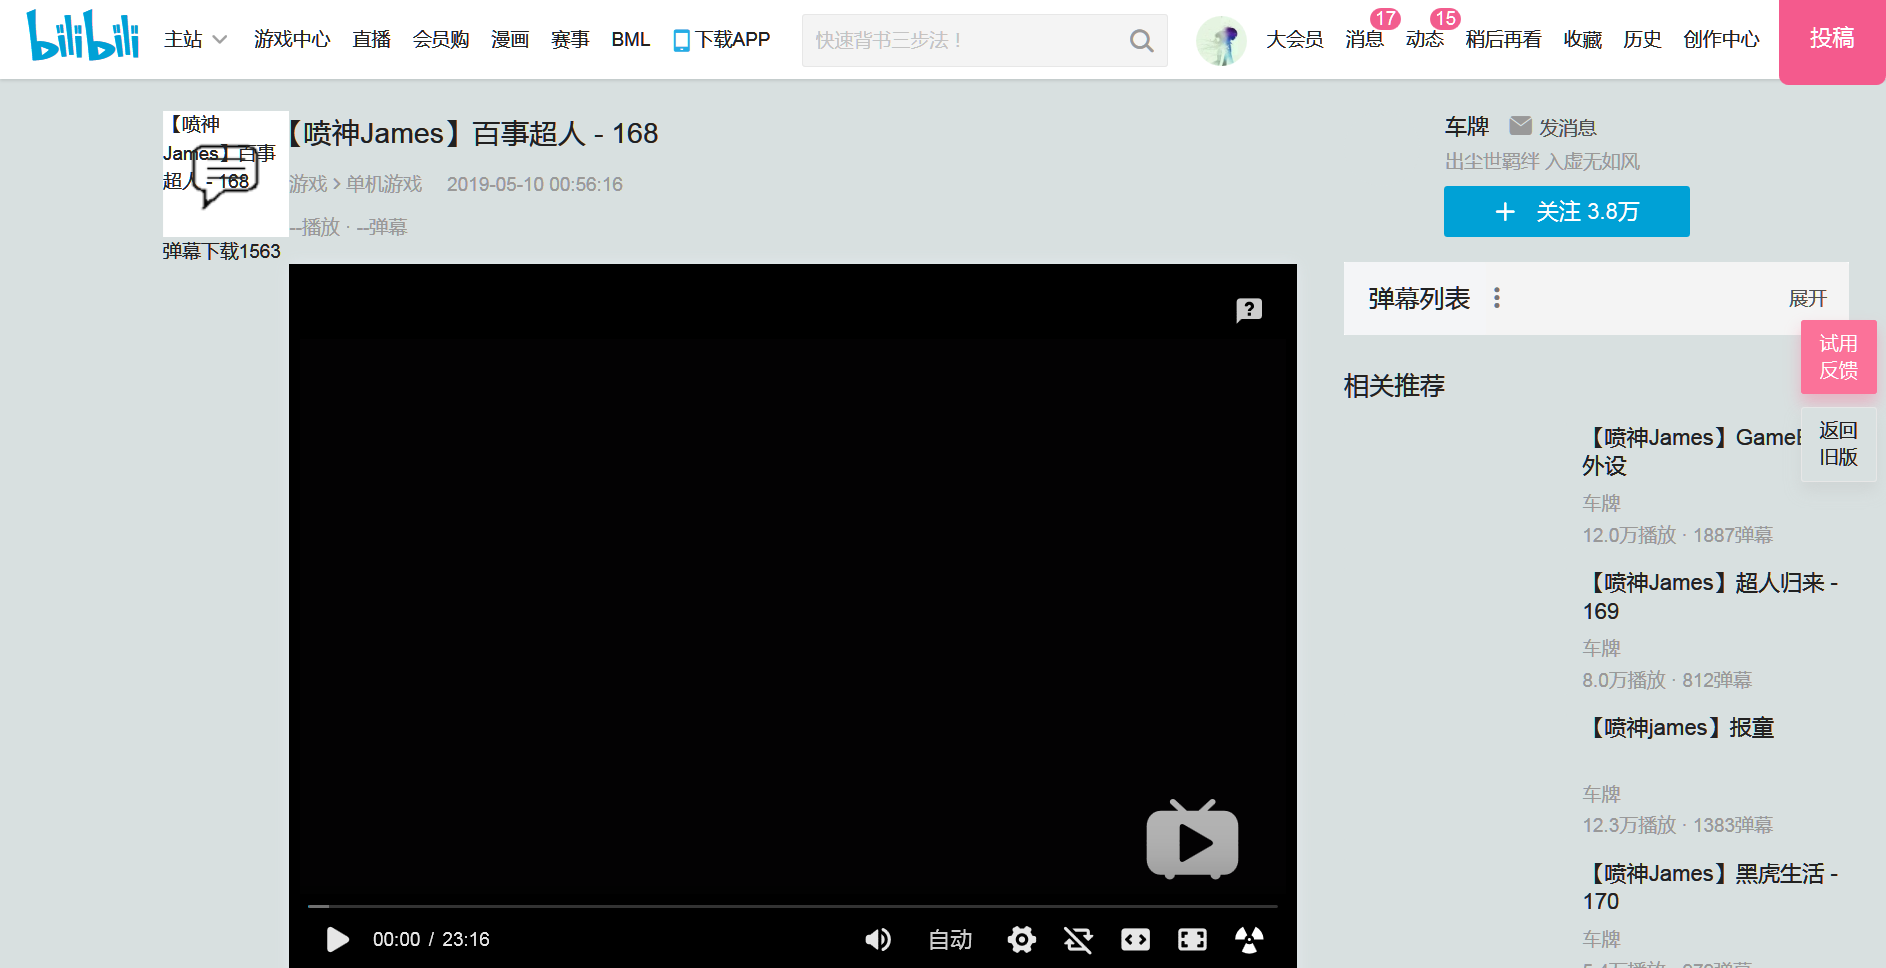 bilibili 主站 游戏中心 直播 会员购 漫画 赛事 BML 下载APP 快速背书三步法！ 大会员 消息 17 动态 15 稍后再看 收藏 历史 创作中心 投稿
【喷神
James】百事
超人 - 168
弹幕下载1563
【喷神James】百事超人 - 168
游戏 > 单机游戏 2019-05-10 00:56:16
--播放 · --弹幕
车牌 发消息
出尘世羁绊 入虚无如风
+ 关注 3.8万
弹幕列表 展开
试用
反馈
返回
旧版
相关推荐
【喷神James】Game
外设
车牌
12.0万播放 · 1887弹幕
【喷神James】超人归来 -
169
车牌
8.0万播放 · 812弹幕
【喷神james】报童
车牌
12.3万播放 · 1383弹幕
【喷神James】黑虎生活 -
170
车牌
00:00 / 23:16 自动